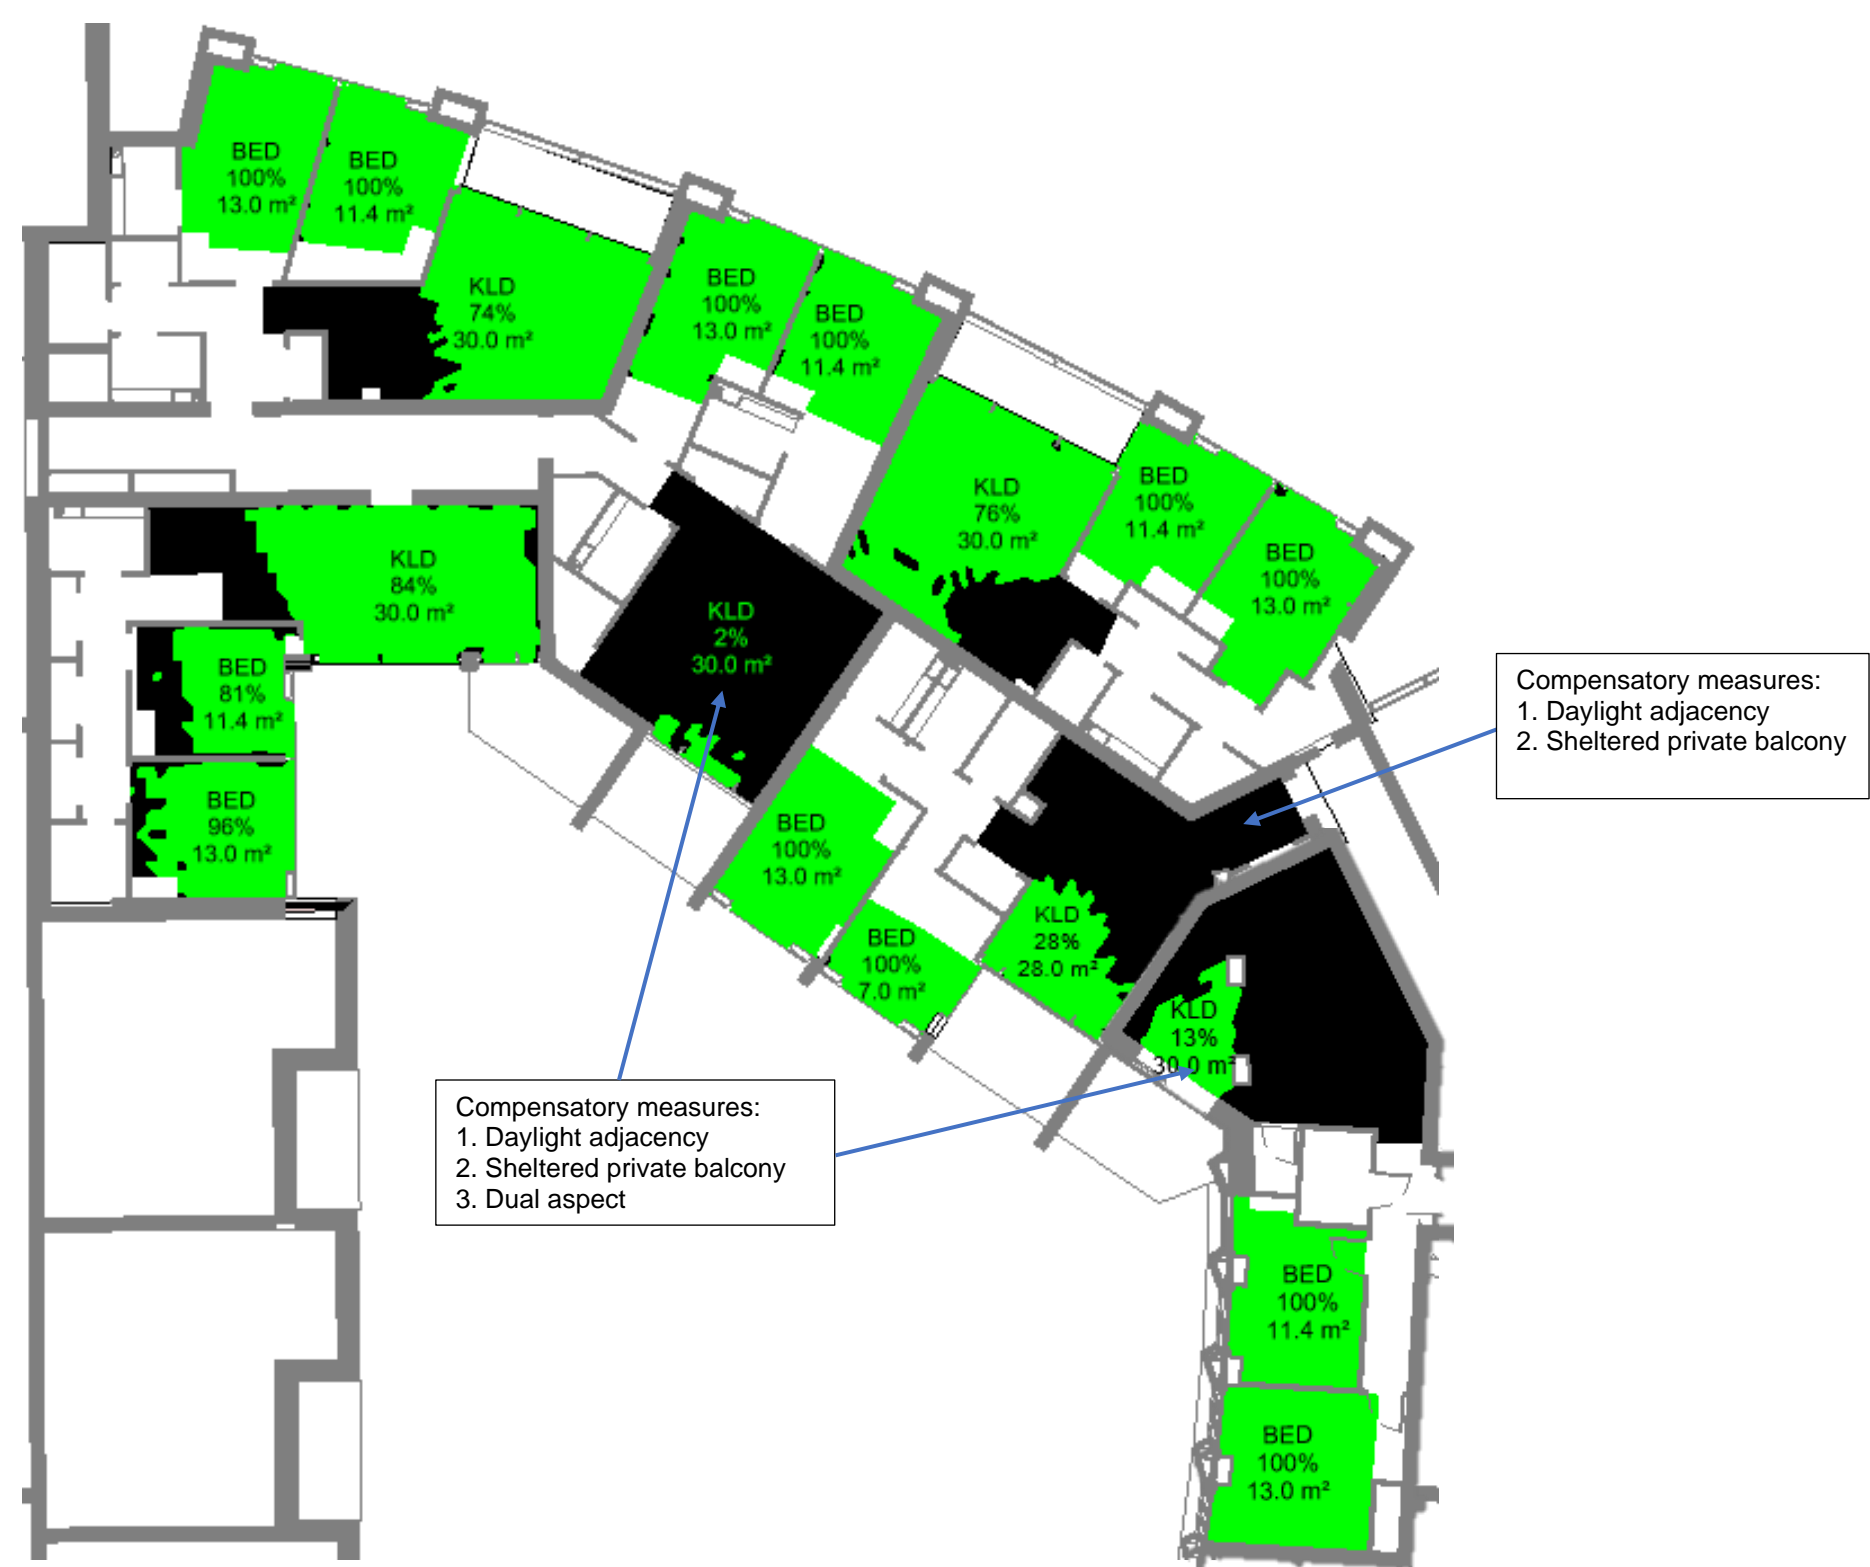 BED
100%
13.0 m²
BED
100%
11.4 m²
KLD
74%
30.0 m²
BED
100%
13.0 m²
BED
100%
11.4 m²
KLD
76%
30.0 m²
BED
100%
11.4 m²
BED
100%
13.0 m²
KLD
84%
30.0 m²
KLD
2%
30.0 m²
BED
81%
11.4 m²
BED
96%
13.0 m²
Compensatory measures:
1. Daylight adjacency
2. Sheltered private balcony
BED
100%
13.0 m²
BED
100%
7.0 m²
KLD
28%
28.0 m²
KLD
13%
30.0 m²
Compensatory measures:
1. Daylight adjacency
2. Sheltered private balcony
3. Dual aspect
BED
100%
11.4 m²
BED
100%
13.0 m²